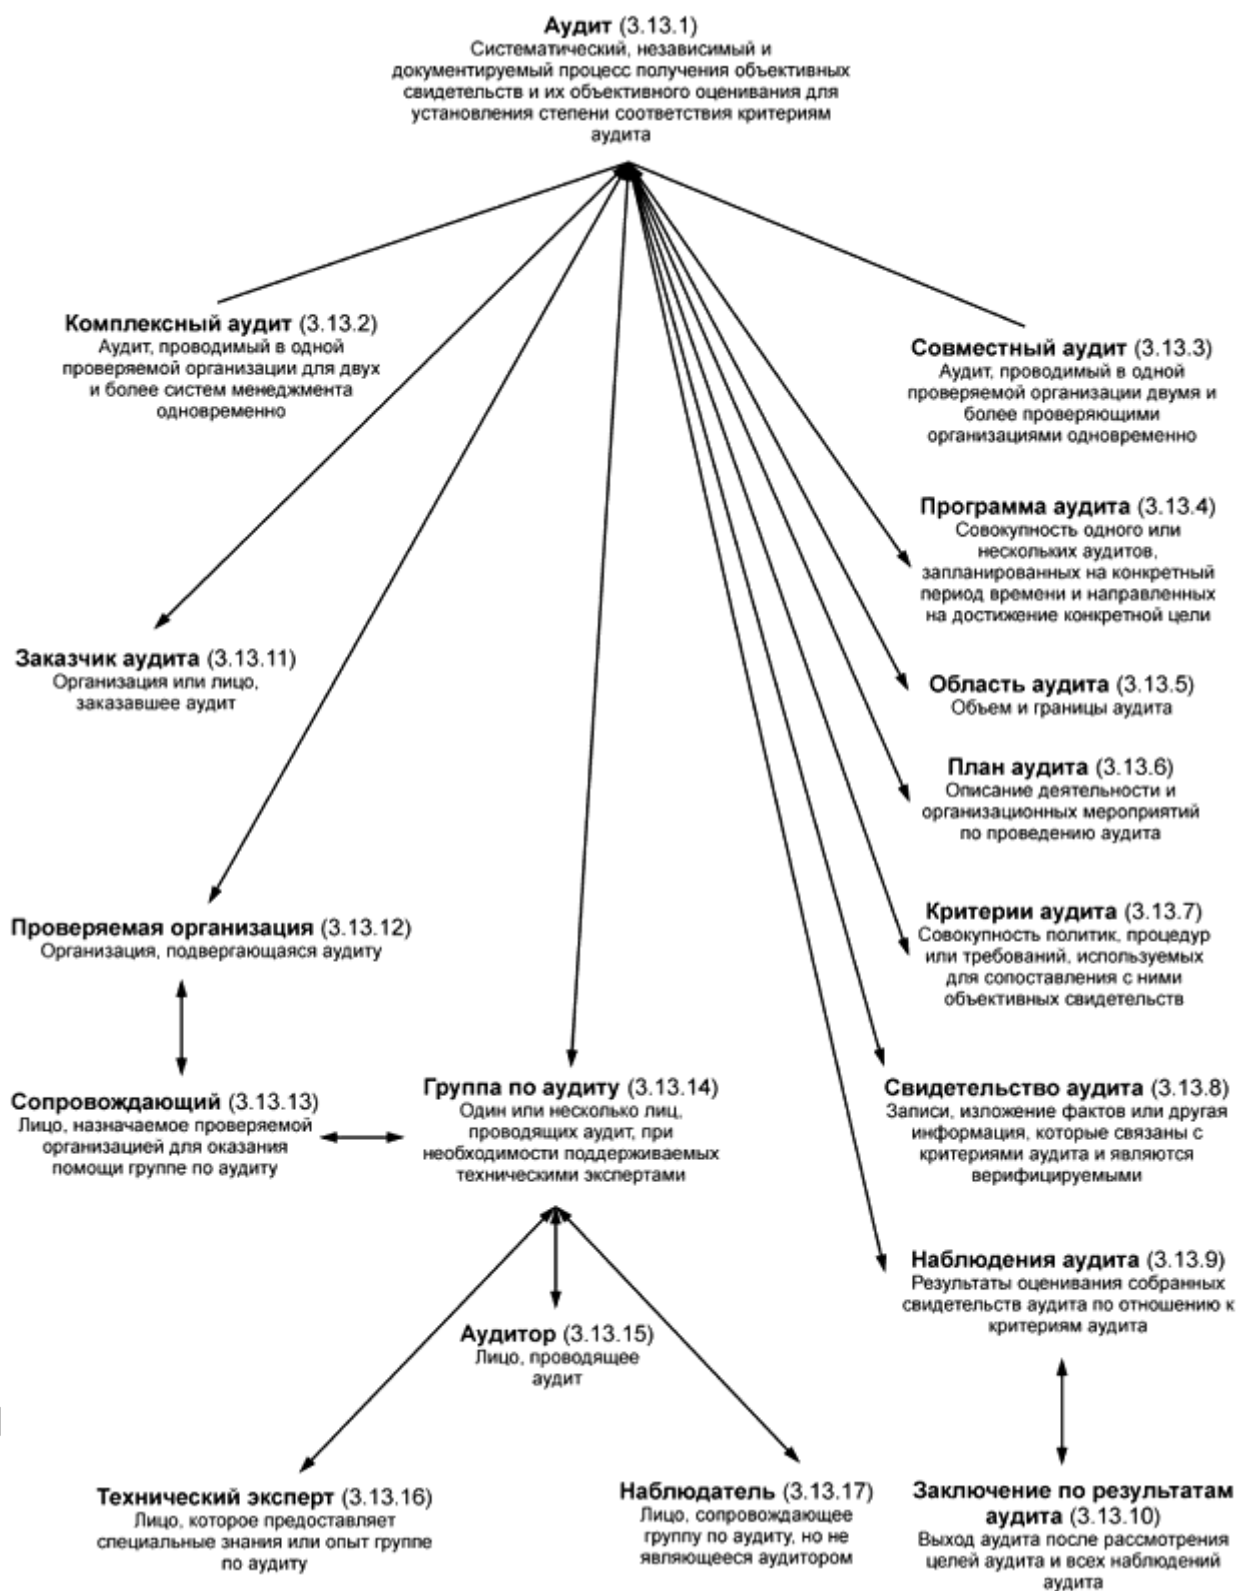 Аудит (3.13.1)
Систематический, независимый и
документируемый процесс получения объективных
свидетельств и их объективного оценивания для
установления степени соответствия критериям
аудита
Комплексный аудит (3.13.2)
Аудит, проводимый в одной
проверяемой организации для двух
и более систем менеджмента
одновременно
Совместный аудит (3.13.3)
Аудит, проводимый в одной
проверяемой организации двумя и
более проверяющими
организациями одновременно
Программа аудита (3.13.4)
Совокупность одного или
нескольких аудитов,
запланированных на конкретный
период времени и направленных
на достижение конкретной цели
Заказчик аудита (3.13.11)
Организация или лицо,
заказавшее аудит
Область аудита (3.13.5)
Объем и границы аудита
План аудита (3.13.6)
Описание деятельности и
организационных мероприятий
по проведению аудита
Проверяемая организация (3.13.12)
Организация, подвергающаяся аудиту
Критерии аудита (3.13.7)
Совокупность политик, процедур
или требований, используемых
для сопоставления с ними
объективных свидетельств
Сопровождающий (3.13.13)
Лицо, назначаемое проверяемой
организацией для оказания
помощи группе по аудиту
Группа по аудиту (3.13.14)
Один или несколько лиц,
проводящих аудит, при
необходимости поддерживаемых
техническими экспертами
Свидетельство аудита (3.13.8)
Записи, изложение фактов или другая
информация, которые связаны с
критериями аудита и являются
верифицируемыми
Наблюдения аудита (3.13.9)
Результаты оценивания собранных
свидетельств аудита по отношению к
критериям аудита
Аудитор (3.13.15)
Лицо, проводящее
аудит
Технический эксперт (3.13.16)
Лицо, которое предоставляет
специальные знания или опыт группе
по аудиту
Наблюдатель (3.13.17)
Лицо, сопровождающее
группу по аудиту, но не
являющееся аудитором
Заключение по результатам
аудита (3.13.10)
Выход аудита после рассмотрения
целей аудита и всех наблюдений
аудита